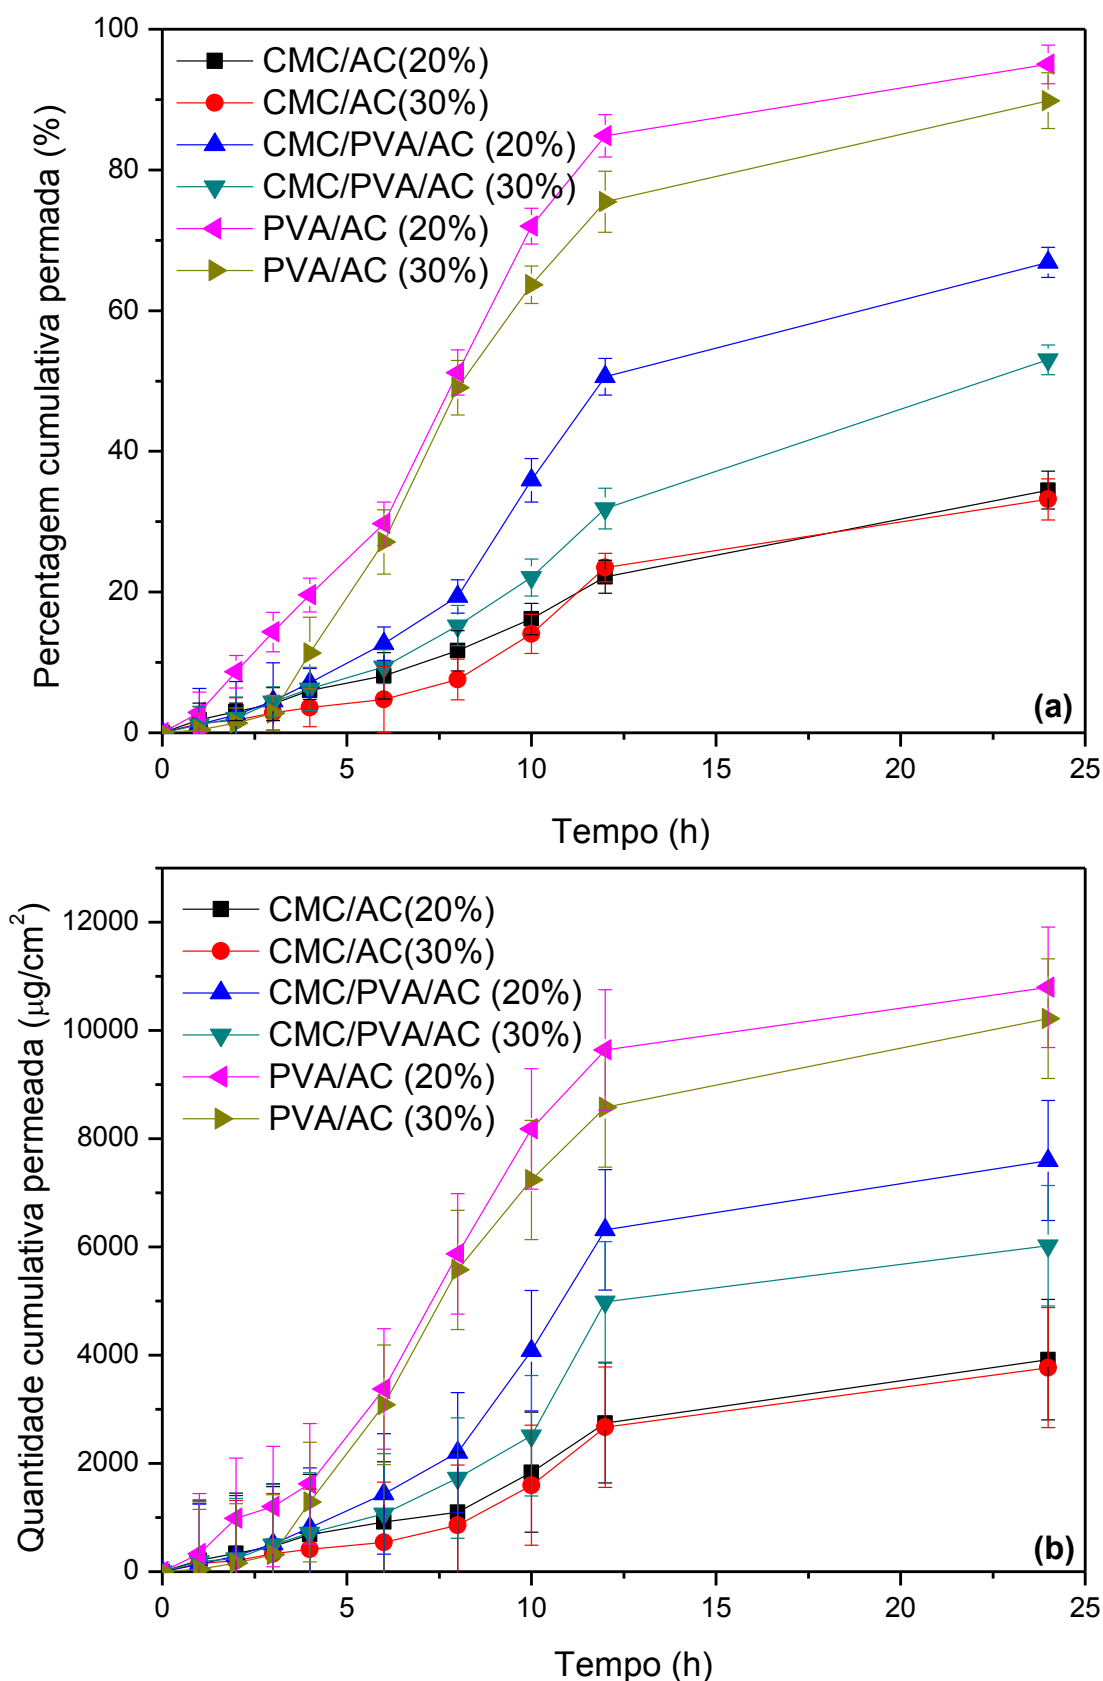 100
80
60
40
20
0
Percentagem cumulativa permada (%)
CMC/AC(20%)
CMC/AC(30%)
CMC/PVA/AC (20%)
CMC/PVA/AC (30%)
PVA/AC (20%)
PVA/AC (30%)
(a)
0 5 10 15 20 25
Tempo (h)
12000
10000
8000
6000
4000
2000
0
Quantidade cumulativa permeada (μg/cm²)
CMC/AC(20%)
CMC/AC(30%)
CMC/PVA/AC (20%)
CMC/PVA/AC (30%)
PVA/AC (20%)
PVA/AC (30%)
(b)
0 5 10 15 20 25
Tempo (h)